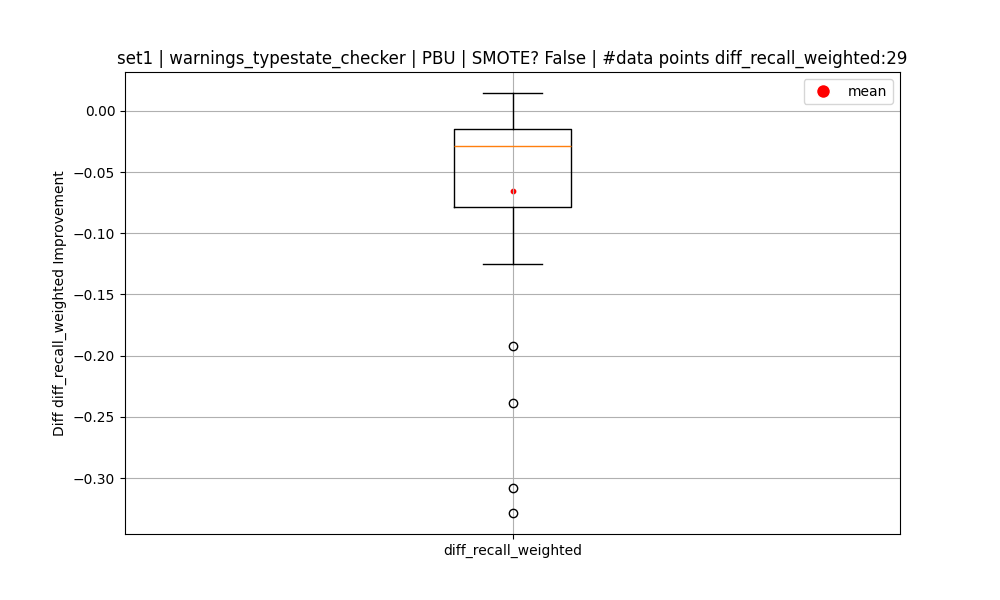 set1 | warnings_typestate_checker | PBU | SMOTE? False | #data points diff_recall_weighted:29
mean
Diff diff_recall_weighted Improvement
0.00
−0.05
−0.10
−0.15
−0.20
−0.25
−0.30
diff_recall_weighted